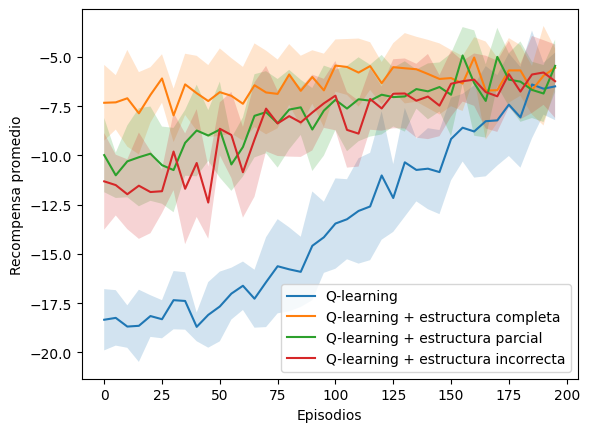 −5.0
−7.5
−10.0
−12.5
−15.0
−17.5
−20.0
Recompensa promedio
Q-learning
Q-learning + estructura completa
Q-learning + estructura parcial
Q-learning + estructura incorrecta
0 25 50 75 100 125 150 175 200
Episodios